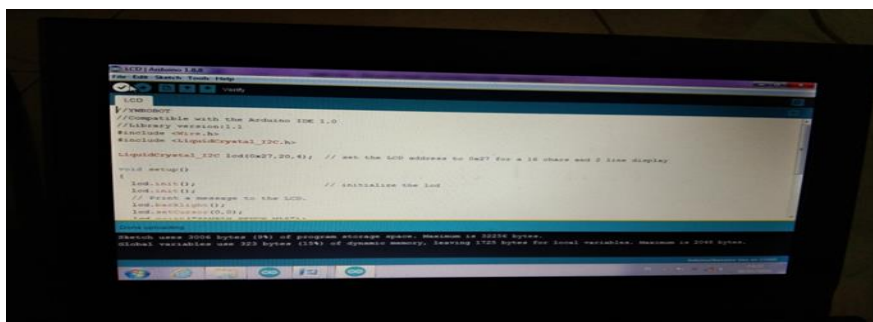 LCD | Arduino 1.8.8
File Edit Sketch Tools Help
Verify
LCD
//YWROBOT
//Compatible with the Arduino IDE 1.0
//Library version:1.1
#include <Wire.h>
#include <LiquidCrystal_I2C.h>
LiquidCrystal_I2C lcd(0x27,20,4); // set the LCD address to 0x27 for a 16 chars and 2 line display
void setup()
{
lcd.init(); // initialize the lcd
lcd.init();
// Print a message to the LCD.
lcd.backlight();
lcd.setCursor(0,0);
Done uploading
Sketch uses 3006 bytes (9%) of program storage space. Maximum is 32256 bytes.
Global variables use 323 bytes (15%) of dynamic memory, leaving 1725 bytes for local variables. Maximum is 2048 bytes.